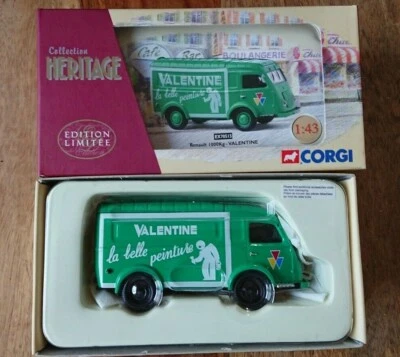 Collection
HERITAGE
EDITION
LIMITÉE
BOULANGERIE
VALENTINE
la belle peinture
Renault 1000Kg- VALENTINE
1:43
CORGI
VALENTINE
la belle peinture